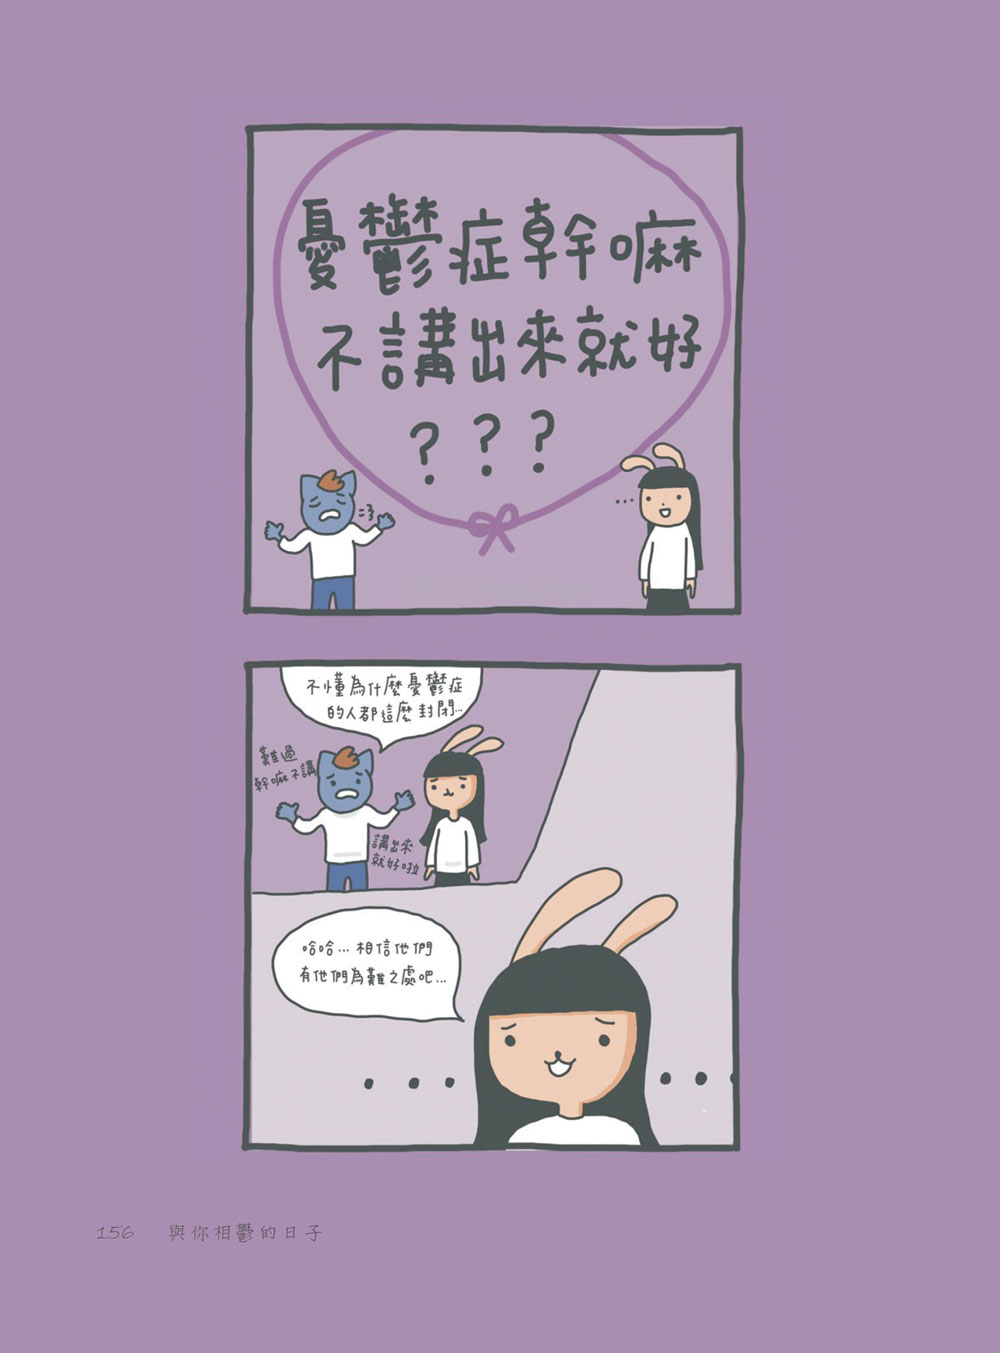 憂鬱症幹嘛
不講出來就好
???
不懂為什麼憂鬱症
的人都這麼封閉...
難過
幹嘛不講
講出來
就好啦
哈哈...相信他們
有他們為難之處吧...
156 與你相鬱的日子